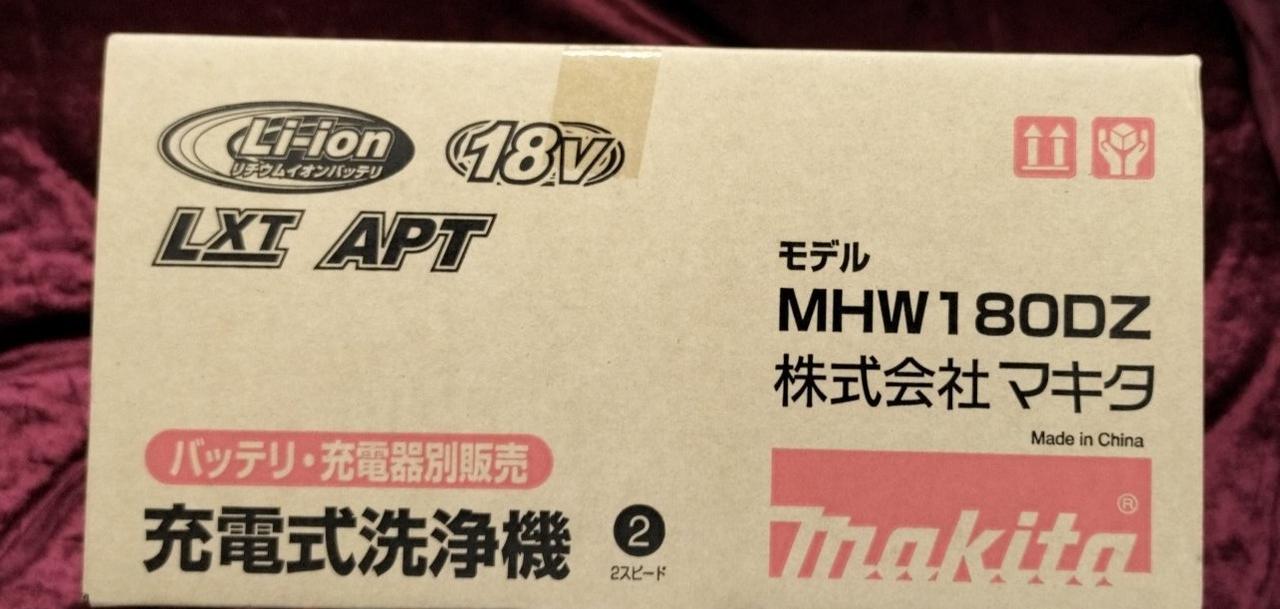 Li-ion
リチウムイオンバッテリ
18V
LXT APT
モデル
MHW180DZ
株式会社マキタ
Made in China
バッテリ・充電器別販売
充電式洗浄機
2
2スピード
makita®